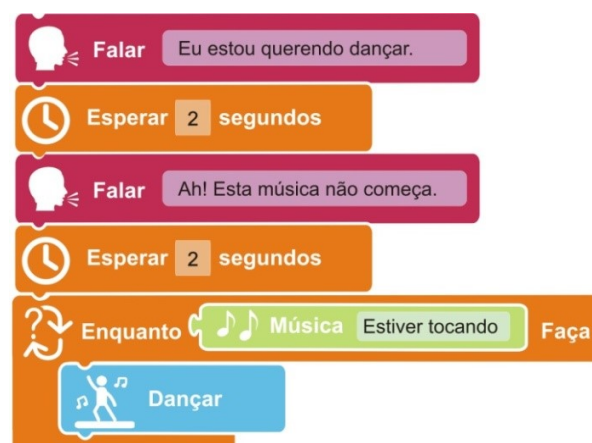 Falar Eu estou querendo dançar.
Esperar 2 segundos
Falar Ah! Esta música não começa.
Esperar 2 segundos
Enquanto Música Estiver tocando Faça
Dançar